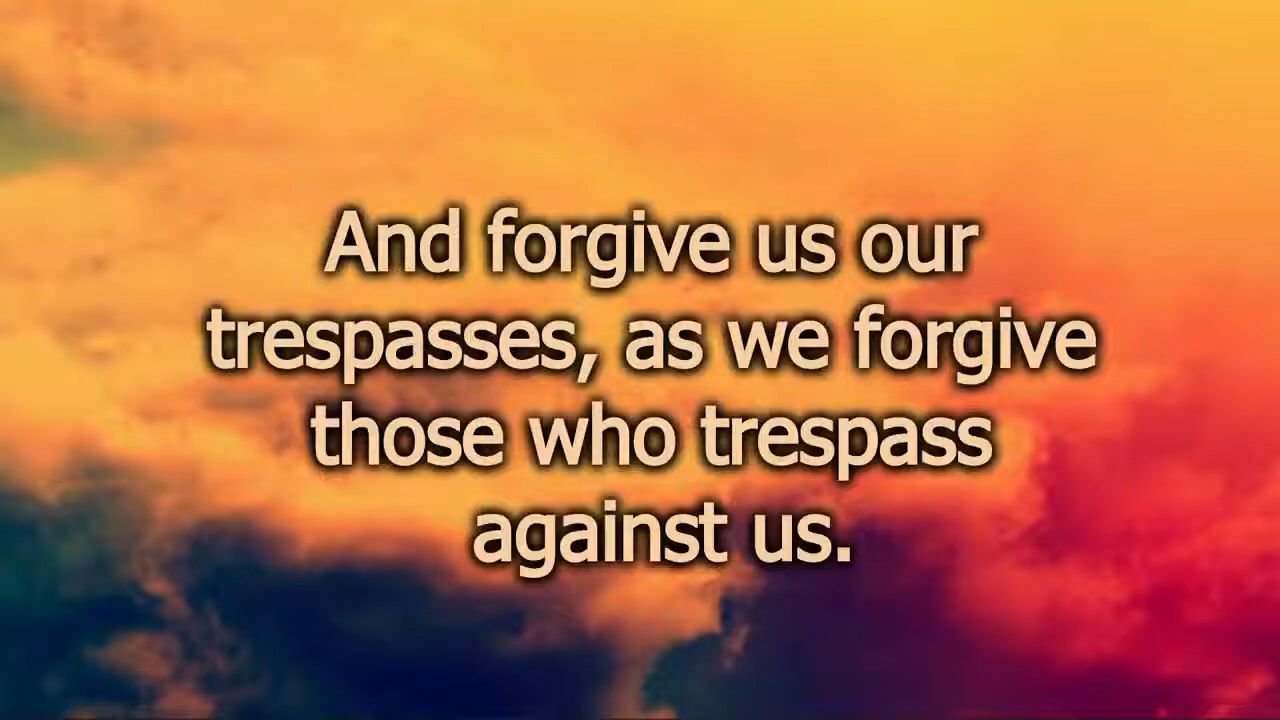 And forgive us our
trespasses, as we forgive
those who trespass
against us.